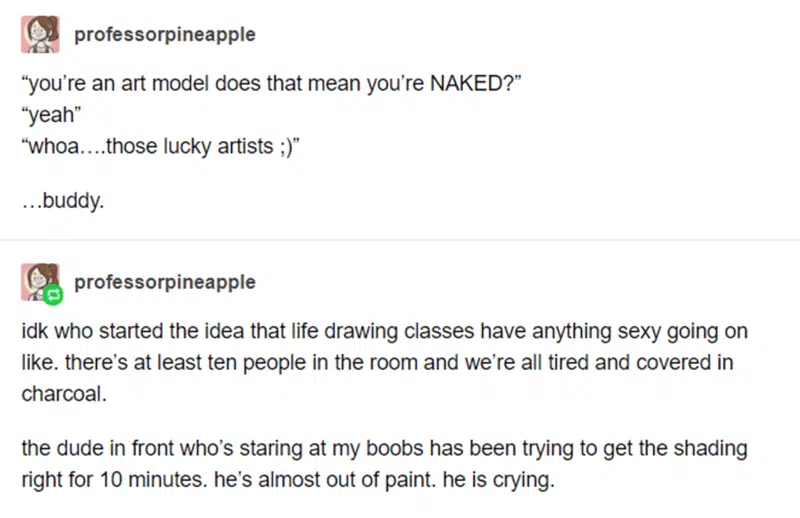 professorpineapple
“you’re an art model does that mean you’re NAKED?”
“yeah”
“whoa….those lucky artists ;)”
…buddy.
professorpineapple
idk who started the idea that life drawing classes have anything sexy going on
like. there’s at least ten people in the room and we’re all tired and covered in
charcoal.
the dude in front who’s staring at my boobs has been trying to get the shading
right for 10 minutes. he’s almost out of paint. he is crying.